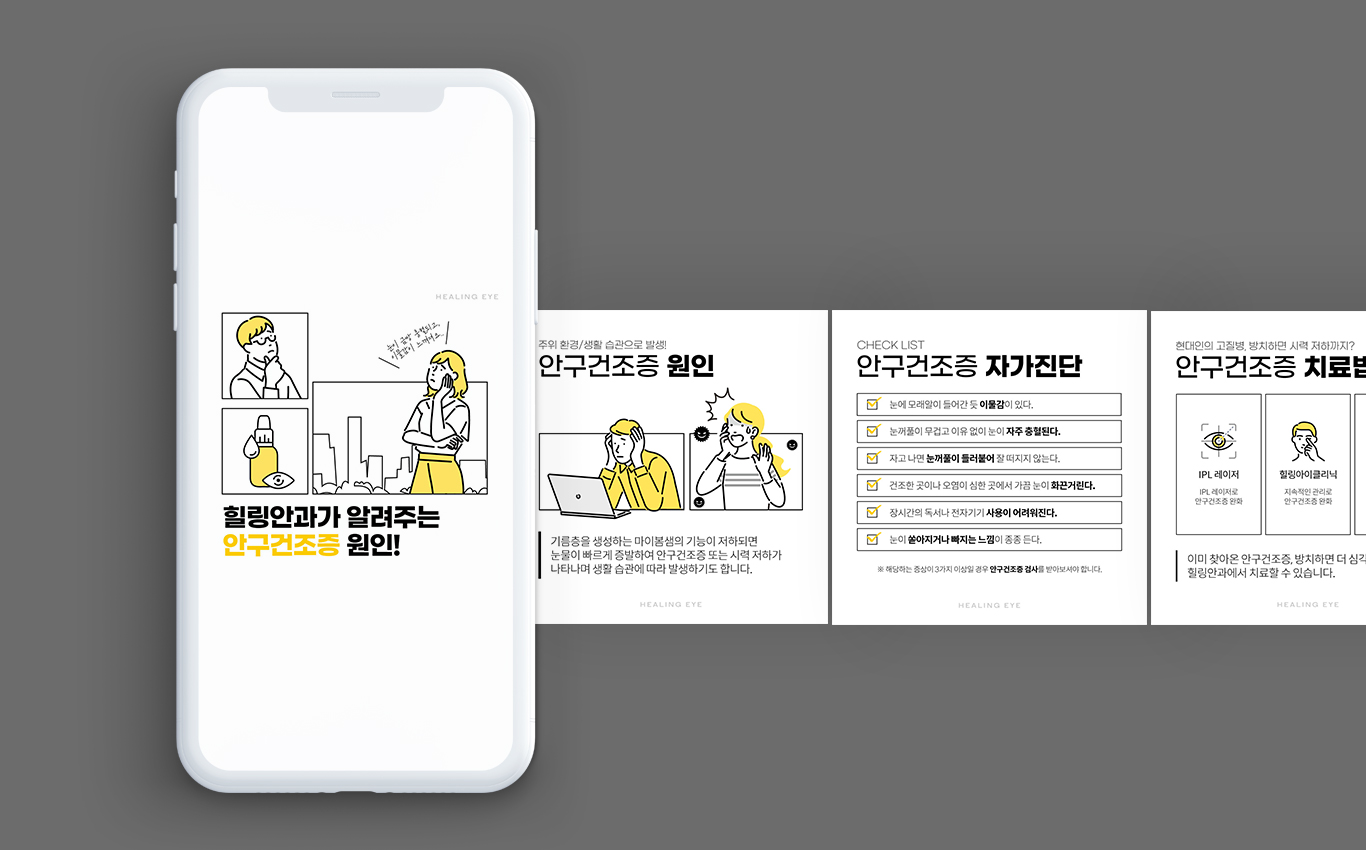 HEALING EYE
눈이 금방 충혈되고
이물감이 느껴져요
힐링안과가 알려주는
안구건조증 원인!
주위 환경/생활 습관으로 발생!
안구건조증 원인
기름층을 생성하는 마이봄샘의 기능이 저하되면
눈물이 빠르게 증발하여 안구건조증 또는 시력 저하가
나타나며 생활 습관에 따라 발생하기도 합니다.
HEALING EYE
CHECK LIST
안구건조증 자가진단
눈에 모래알이 들어간 듯 이물감이 있다.
눈꺼풀이 무겁고 이유 없이 눈이 자주 충혈된다.
자고 나면 눈꺼풀이 들러붙어 잘 떠지지 않는다.
건조한 곳이나 오염이 심한 곳에서 가끔 눈이 화끈거린다.
장시간의 독서나 전자기기 사용이 어려워진다.
눈이 쏟아지거나 빠지는 느낌이 종종 든다.
※ 해당하는 증상이 3가지 이상일 경우 안구건조증 검사를 받아보셔야 합니다.
HEALING EYE
현대인의 고질병, 방치하면 시력 저하까지?
안구건조증 치료법
IPL 레이저
IPL 레이저로
안구건조증 완화
힐링아이클리닉
지속적인 관리로
안구건조증 완화
이미 찾아온 안구건조증, 방치하면 더 심각
힐링안과에서 치료할 수 있습니다.
HEALING EYE